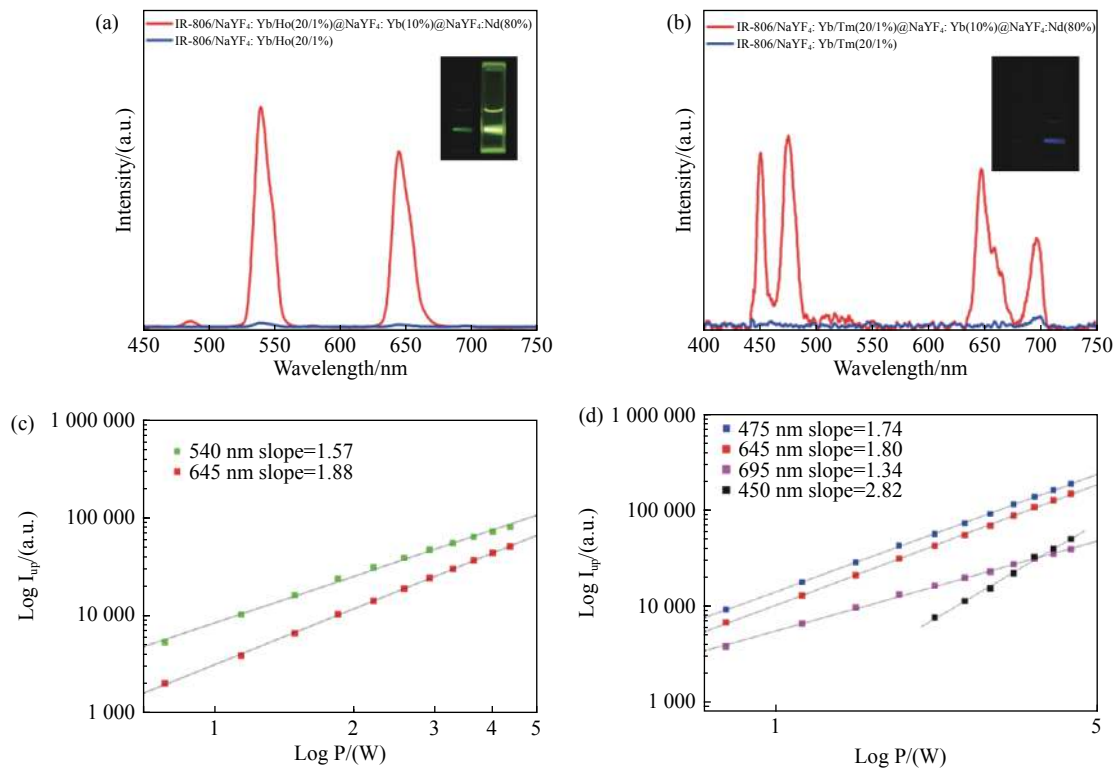 (a)
IR-806/NaYF₄: Yb/Ho(20/1%)@NaYF₄: Yb(10%)@NaYF₄:Nd(80%)
IR-806/NaYF₄: Yb/Ho(20/1%)
Intensity/(a.u.)
450 500 550 600 650 700 750
Wavelength/nm
(b)
IR-806/NaYF₄: Yb/Tm(20/1%)@NaYF₄: Yb(10%)@NaYF₄:Nd(80%)
IR-806/NaYF₄: Yb/Tm(20/1%)
Intensity/(a.u.)
400 450 500 550 600 650 700 750
Wavelength/nm
(c)
540 nm slope=1.57
645 nm slope=1.88
Log Iup/(a.u.)
1 000 000
100 000
10 000
1 000
1 2 3 4 5
Log P/(W)
(d)
475 nm slope=1.74
645 nm slope=1.80
695 nm slope=1.34
450 nm slope=2.82
Log Iup/(a.u.)
1 000 000
100 000
10 000
1 000
1 5
Log P/(W)